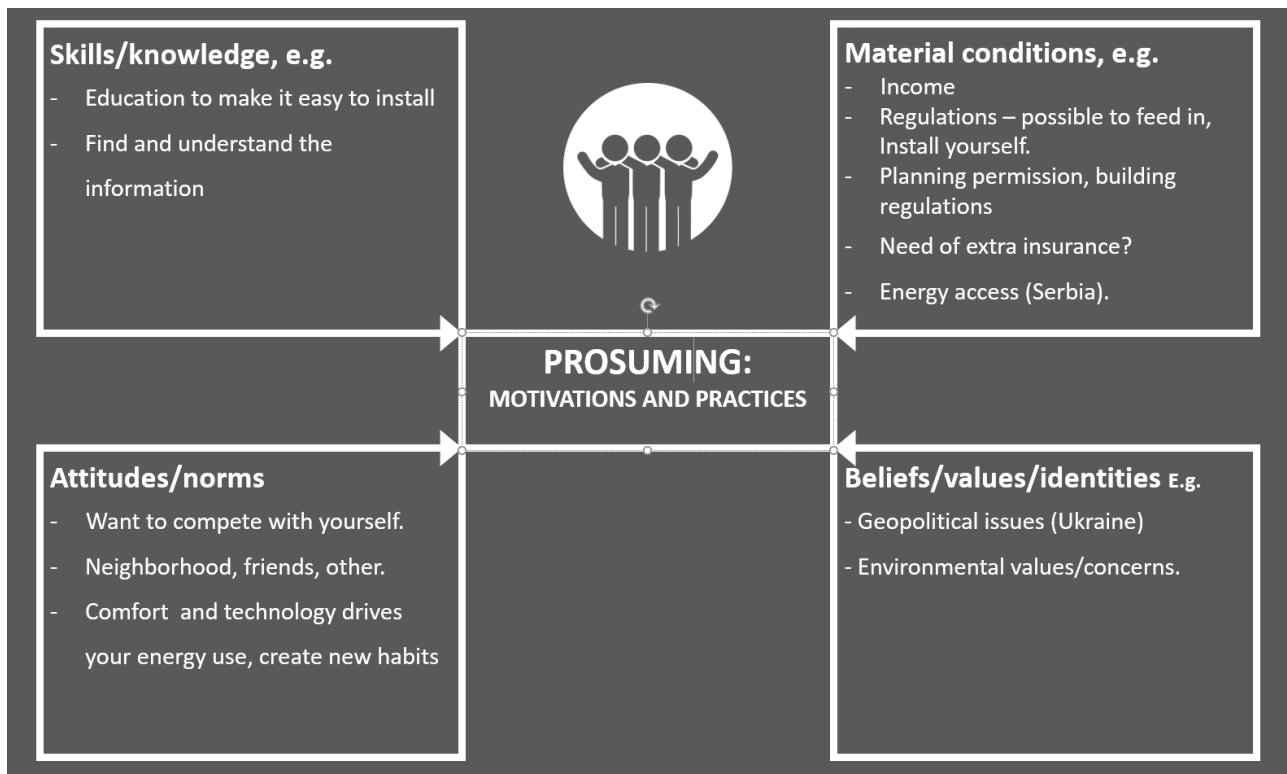 Skills/knowledge, e.g.
- Education to make it easy to install
- Find and understand the
information
Material conditions, e.g.
- Income
- Regulations – possible to feed in,
Install yourself.
- Planning permission, building
regulations
- Need of extra insurance?
- Energy access (Serbia).
PROSUMING:
MOTIVATIONS AND PRACTICES
Attitudes/norms
- Want to compete with yourself.
- Neighborhood, friends, other.
- Comfort  and technology drives
your energy use, create new habits
Beliefs/values/identities E.g.
- Geopolitical issues (Ukraine)
- Environmental values/concerns.